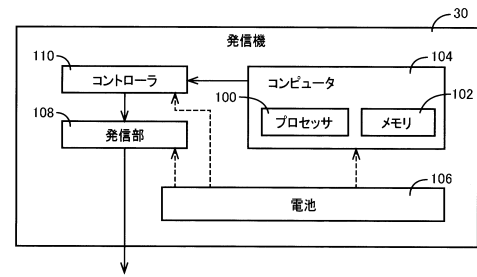 30
発信機
110
コントローラ
104
コンピュータ
100
プロセッサ
102
メモリ
108
発信部
106
電池